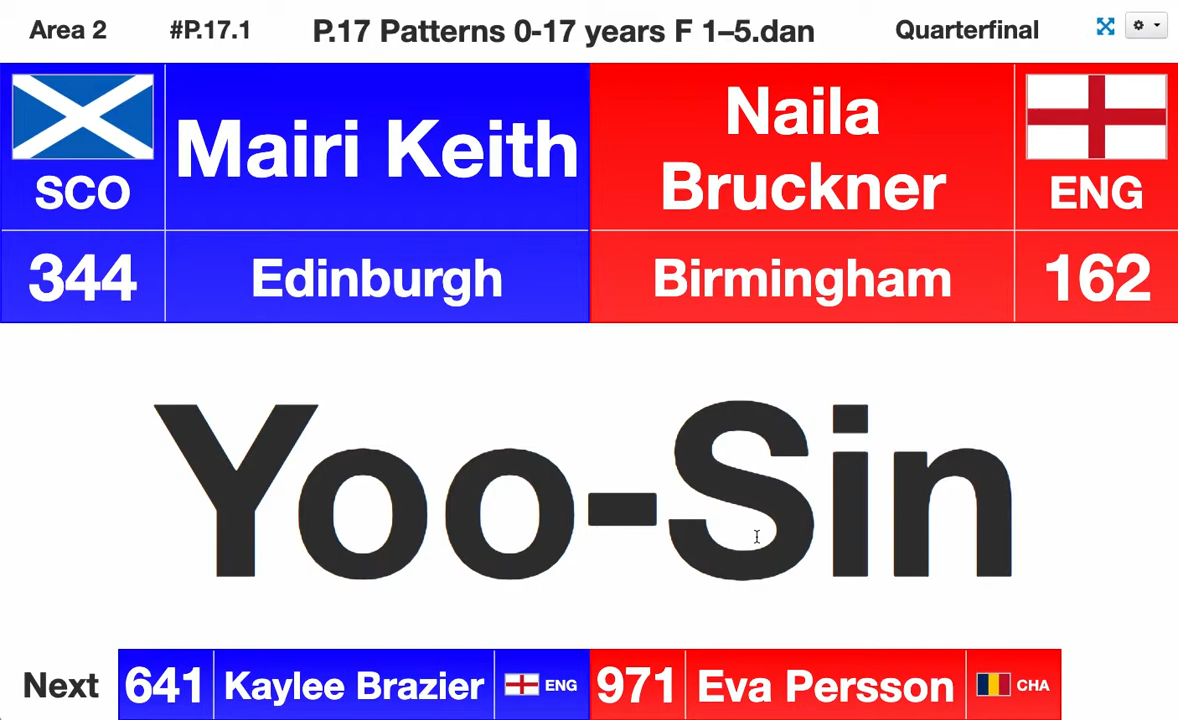 Area 2 #P.17.1 P.17 Patterns 0-17 years F 1–5.dan Quarterfinal
SCO Mairi Keith
Naila
Bruckner
ENG
344 Edinburgh Birmingham 162
Yoo-Sin
Next 641 Kaylee Brazier ENG 971 Eva Persson CHA